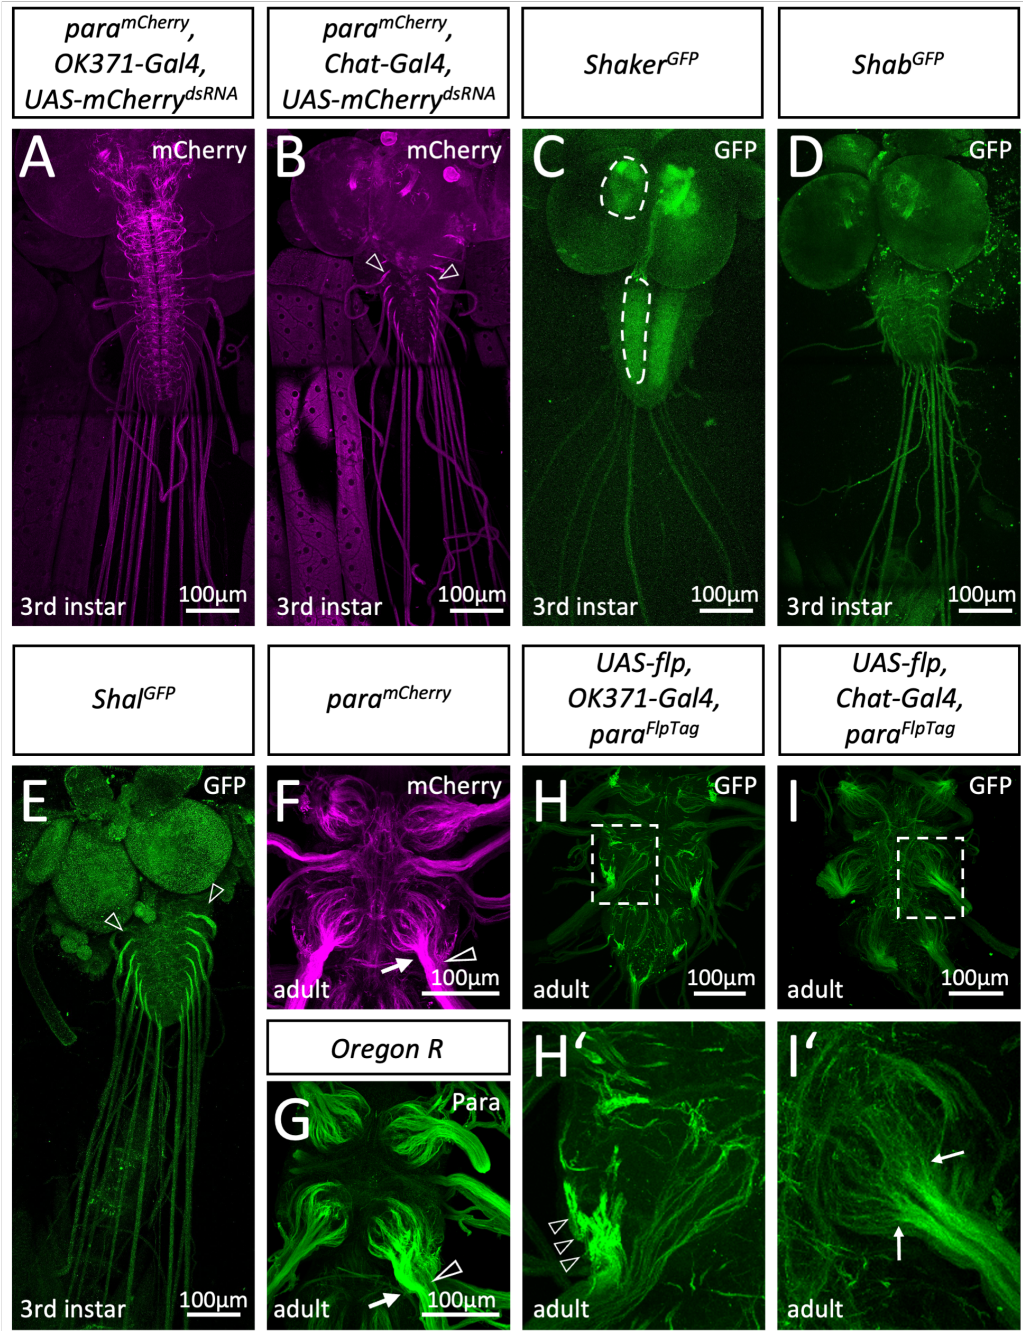 para^mCherry, para^mCherry, Shaker^GFP Shab^GFP
OK371-Gal4, Chat-Gal4,
UAS-mCherry^dsRNA UAS-mCherry^dsRNA
A mCherry B mCherry C GFP D GFP
100µm 100µm 100µm 100µm
3rd instar 3rd instar 3rd instar 3rd instar
Shal^GFP para^mCherry UAS-flp, UAS-flp,
OK371-Gal4, Chat-Gal4,
para^FlpTag para^FlpTag
E GFP F mCherry H GFP I GFP
100µm 100µm 100µm
adult adult adult
Oregon R
G Para H‘ I‘
100µm 100µm
3rd instar adult adult adult